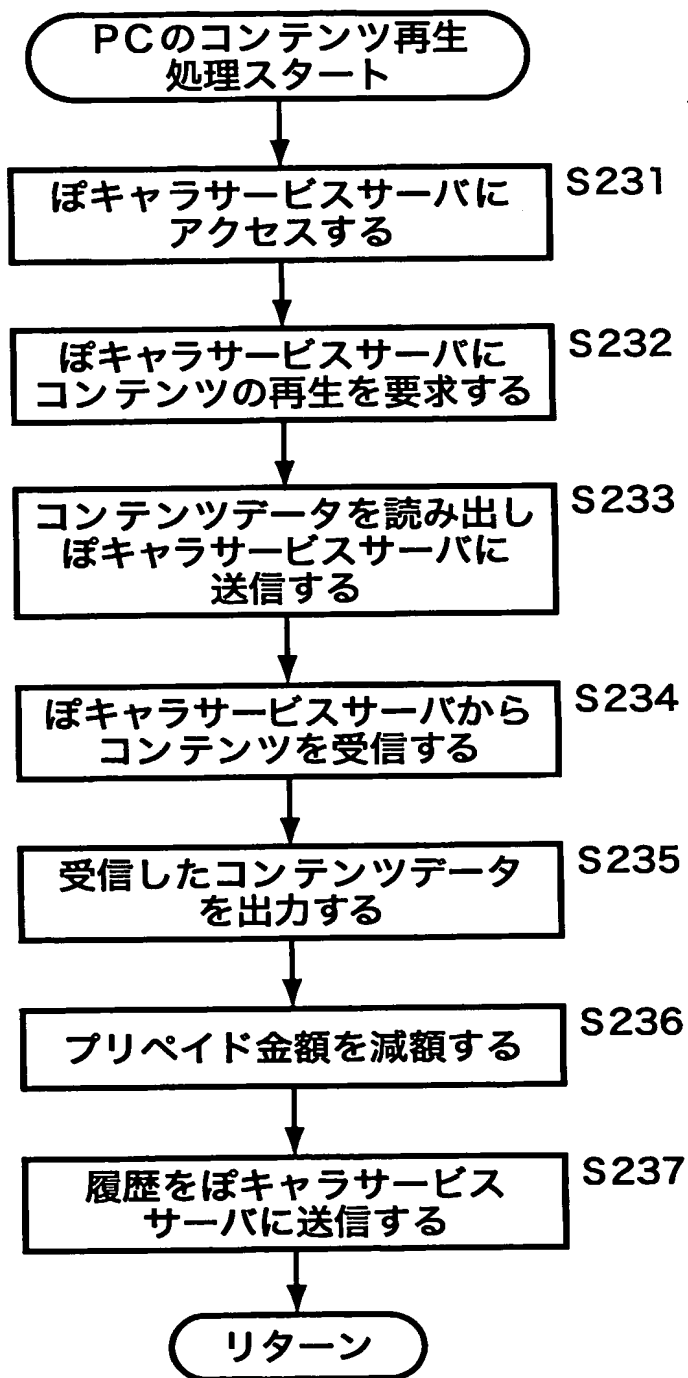 PCのコンテンツ再生
処理スタート
S231
ぽキャラサービスサーバに
アクセスする
S232
ぽキャラサービスサーバに
コンテンツの再生を要求する
S233
コンテンツデータを読み出し
ぽキャラサービスサーバに
送信する
S234
ぽキャラサービスサーバから
コンテンツを受信する
S235
受信したコンテンツデータ
を出力する
S236
プリペイド金額を減額する
S237
履歴をぽキャラサービス
サーバに送信する
リターン